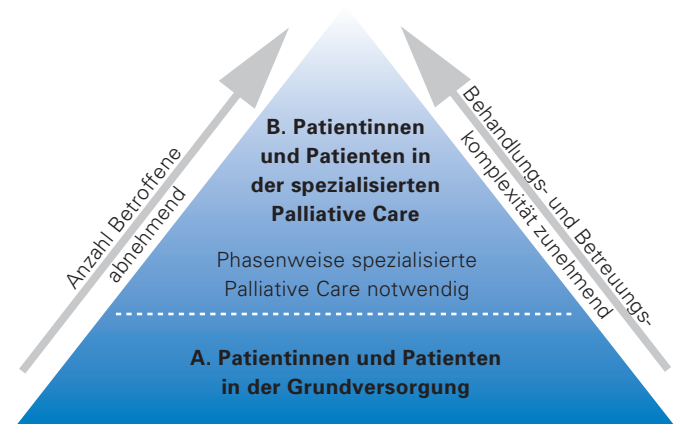 Anzahl Betroffene
abnehmend
Behandlungs- und Betreuungs-
komplexität zunehmend
B. Patientinnen
und Patienten in
der spezialisierten
Palliative Care
Phasenweise spezialisierte
Palliative Care notwendig
A. Patientinnen und Patienten
in der Grundversorgung